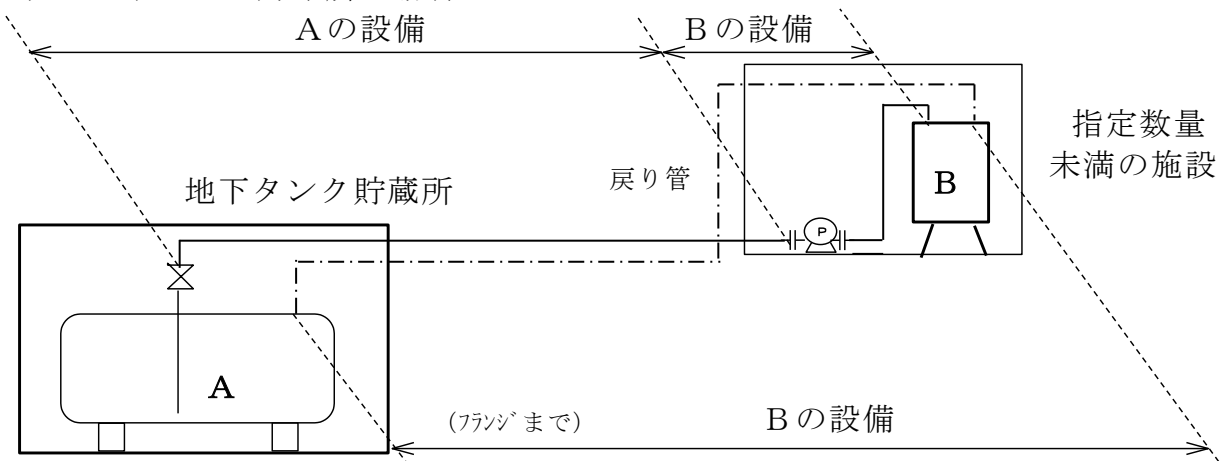 Ａの設備
Ｂの設備
指定数量
未満の施設
戻り管
地下タンク貯蔵所
P
B
A
(ﾌﾗﾝｼﾞまで)
Ｂの設備